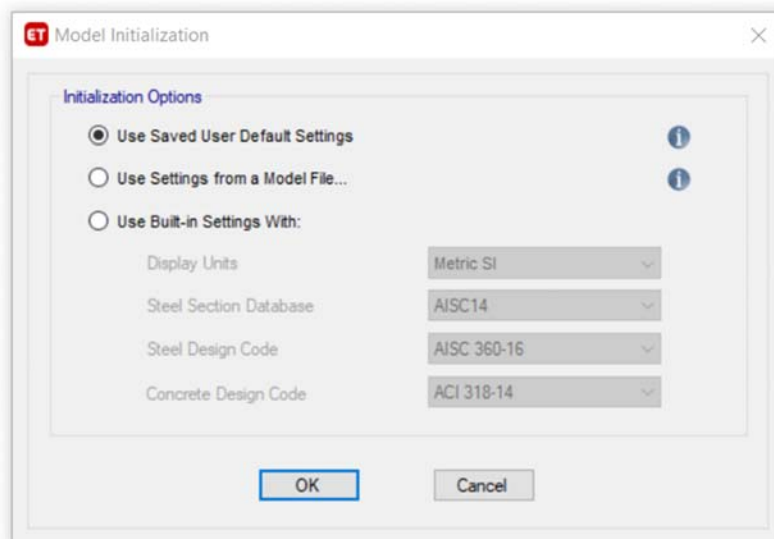 ET Model Initialization
Initialization Options
Use Saved User Default Settings
i
Use Settings from a Model File...
i
Use Built-in Settings With:
Display Units Metric SI
Steel Section Database AISC14
Steel Design Code AISC 360-16
Concrete Design Code ACI 318-14
OK Cancel